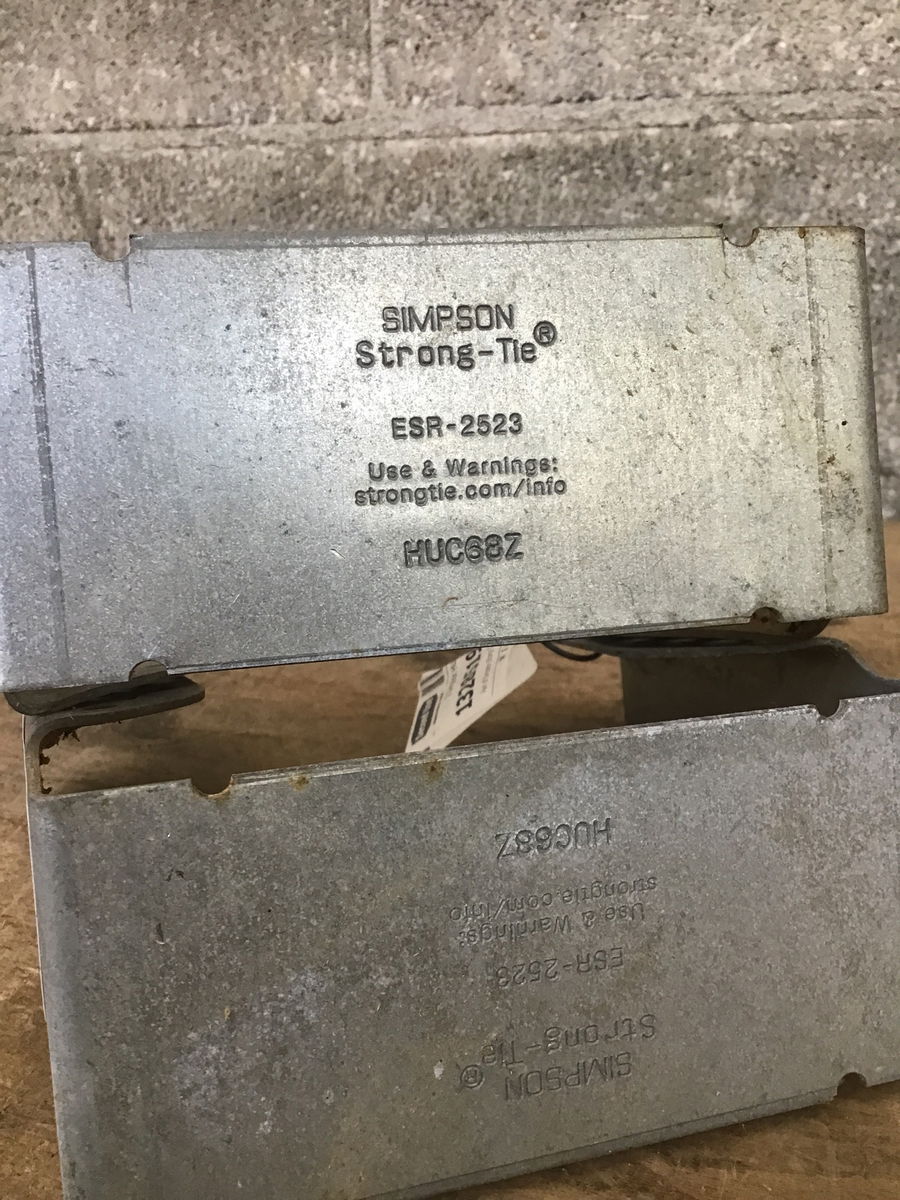 SIMPSON
Strong-Tie®
ESR-2523
Use & Warnings:
strongtie.com/info
HUC68Z
SIMPSON
Strong-Tie®
ESR-2523
Use & Warnings:
strongtie.com/info
HUC68Z